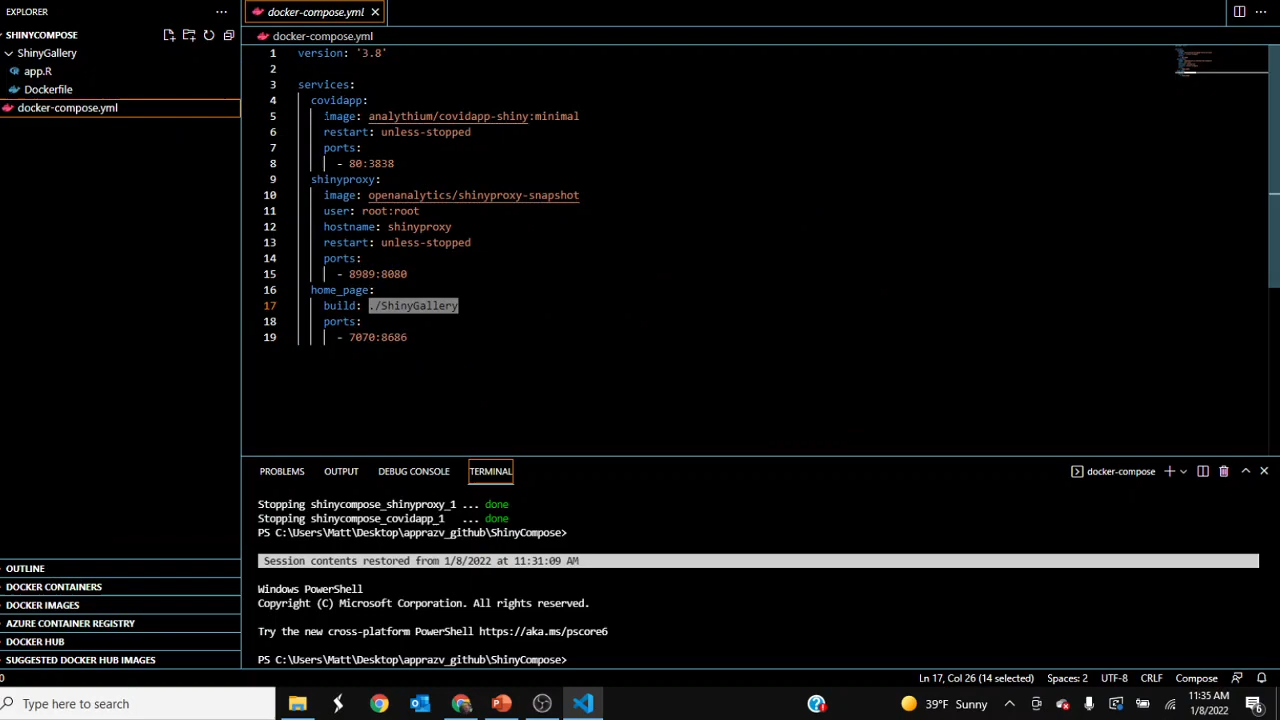 EXPLORER
···
docker-compose.yml
···
SHINYCOMPOSE
ShinyGallery
app.R
Dockerfile
docker-compose.yml
docker-compose.yml
1 version: '3.8'
2
3 services:
4 covidapp:
5 image: analythium/covidapp-shiny:minimal
6 restart: unless-stopped
7 ports:
8 - 80:3838
9 shinyproxy:
10 image: openanalytics/shinyproxy-snapshot
11 user: root:root
12 hostname: shinyproxy
13 restart: unless-stopped
14 ports:
15 - 8989:8080
16 home_page:
17 build: ./ShinyGallery
18 ports:
19 - 7070:8686
PROBLEMS OUTPUT DEBUG CONSOLE TERMINAL
docker-compose
Stopping shinycompose_shinyproxy_1 ... done
Stopping shinycompose_covidapp_1 ... done
PS C:\Users\Matt\Desktop\apprazv_github\ShinyCompose>
Session contents restored from 1/8/2022 at 11:31:09 AM
Windows PowerShell
Copyright (C) Microsoft Corporation. All rights reserved.
Try the new cross-platform PowerShell https://aka.ms/pscore6
PS C:\Users\Matt\Desktop\apprazv_github\ShinyCompose>
OUTLINE
DOCKER CONTAINERS
DOCKER IMAGES
AZURE CONTAINER REGISTRY
DOCKER HUB
SUGGESTED DOCKER HUB IMAGES
0
Ln 17, Col 26 (14 selected) Spaces: 2 UTF-8 CRLF Compose
Type here to search
39°F Sunny
11:35 AM
1/8/2022
6